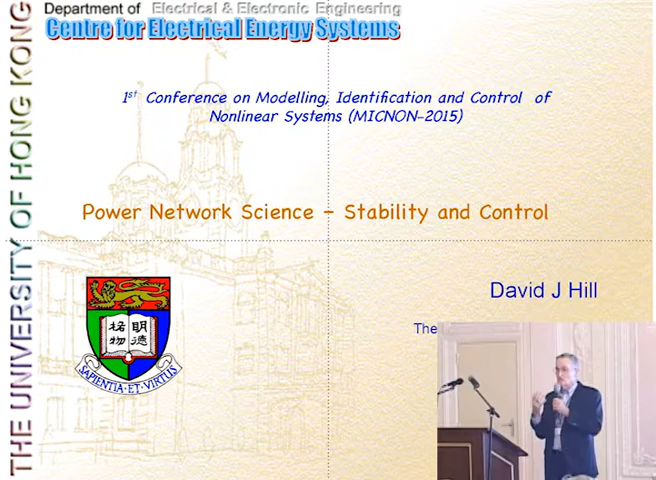 Department of Electrical & Electronic Engineering
Centre for Electrical Energy Systems
THE UNIVERSITY OF HONG KONG
1st Conference on Modelling, Identification and Control of
Nonlinear Systems (MICNON-2015)
Power Network Science - Stability and Control
David J Hill
The
明德
格物
SAPIENTIA·ET·VIRTUS